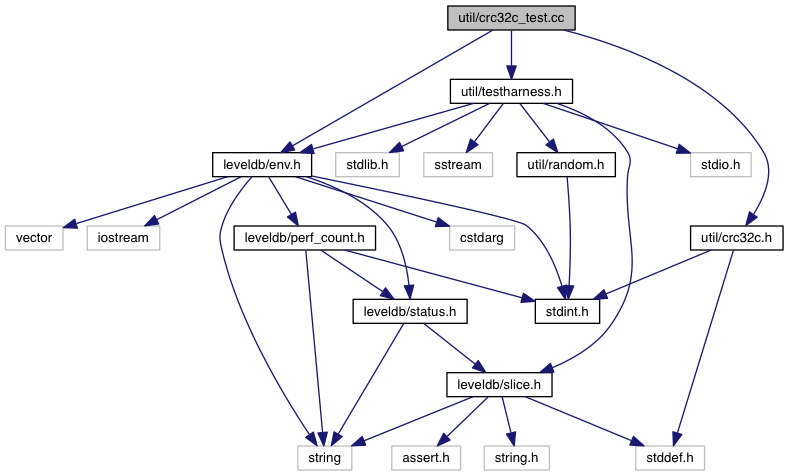 util/crc32c_test.cc
util/testharness.h
leveldb/env.h
stdlib.h
sstream
util/random.h
stdio.h
vector
iostream
leveldb/perf_count.h
cstdarg
util/crc32c.h
leveldb/status.h
stdint.h
leveldb/slice.h
string
assert.h
string.h
stddef.h